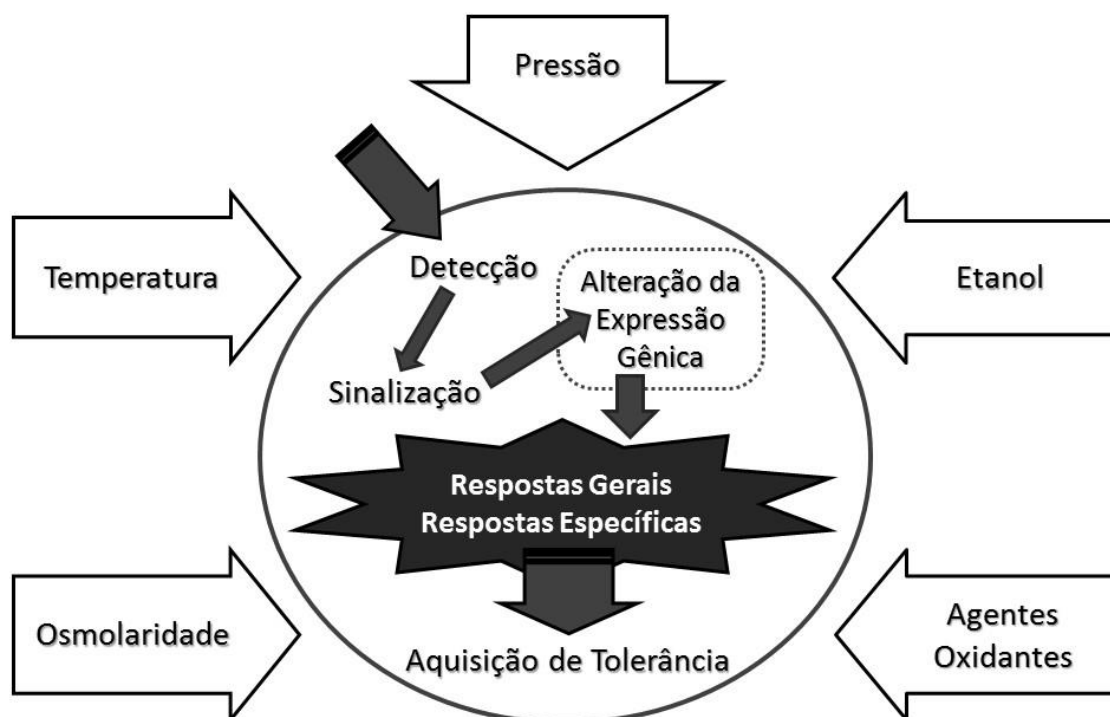 Pressão
Temperatura
Etanol
Detecção
Alteração da
Expressão
Gênica
Sinalização
Respostas Gerais
Respostas Específicas
Osmolaridade
Agentes
Oxidantes
Aquisição de Tolerância